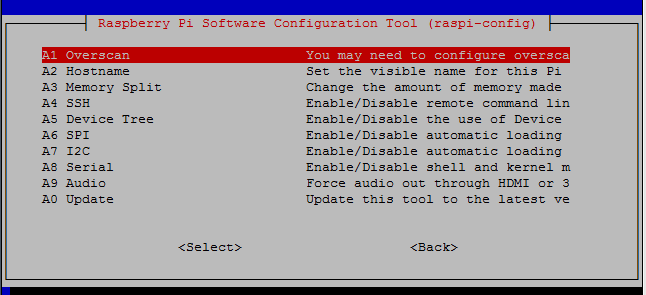 Raspberry Pi Software Configuration Tool (raspi-config)
A1 Overscan You may need to configure oversca
A2 Hostname Set the visible name for this Pi
A3 Memory Split Change the amount of memory made
A4 SSH Enable/Disable remote command lin
A5 Device Tree Enable/Disable the use of Device
A6 SPI Enable/Disable automatic loading
A7 I2C Enable/Disable automatic loading
A8 Serial Enable/Disable shell and kernel m
A9 Audio Force audio out through HDMI or 3
A0 Update Update this tool to the latest ve
<Select> <Back>